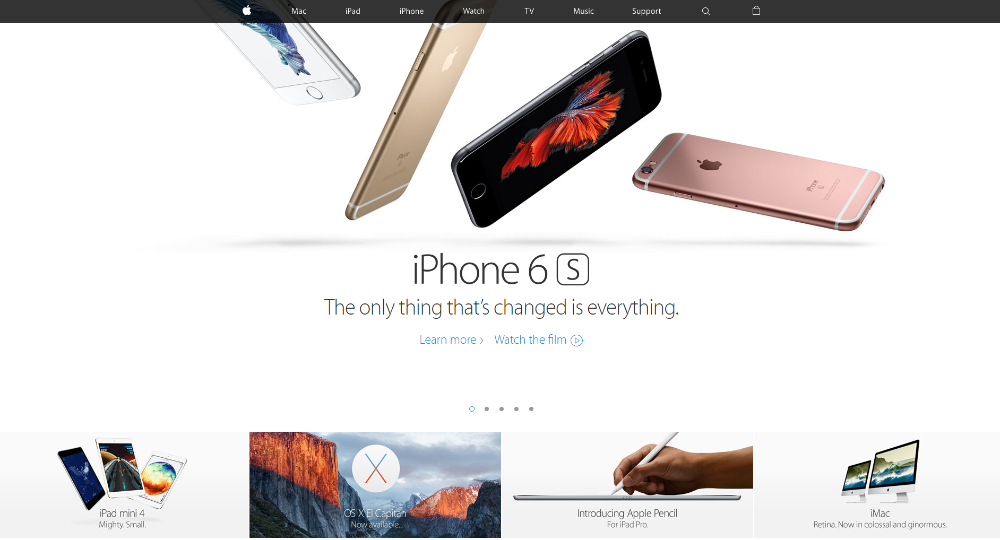 Mac
iPad
iPhone
Watch
TV
Music
Support
iPhone
iPhone
S
iPhone 6 S
The only thing that’s changed is everything.
Learn more ›
Watch the film
iPad mini 4
Mighty. Small.
OS X El Capitan
Now available.
Introducing Apple Pencil
For iPad Pro.
iMac
Retina. Now in colossal and ginormous.